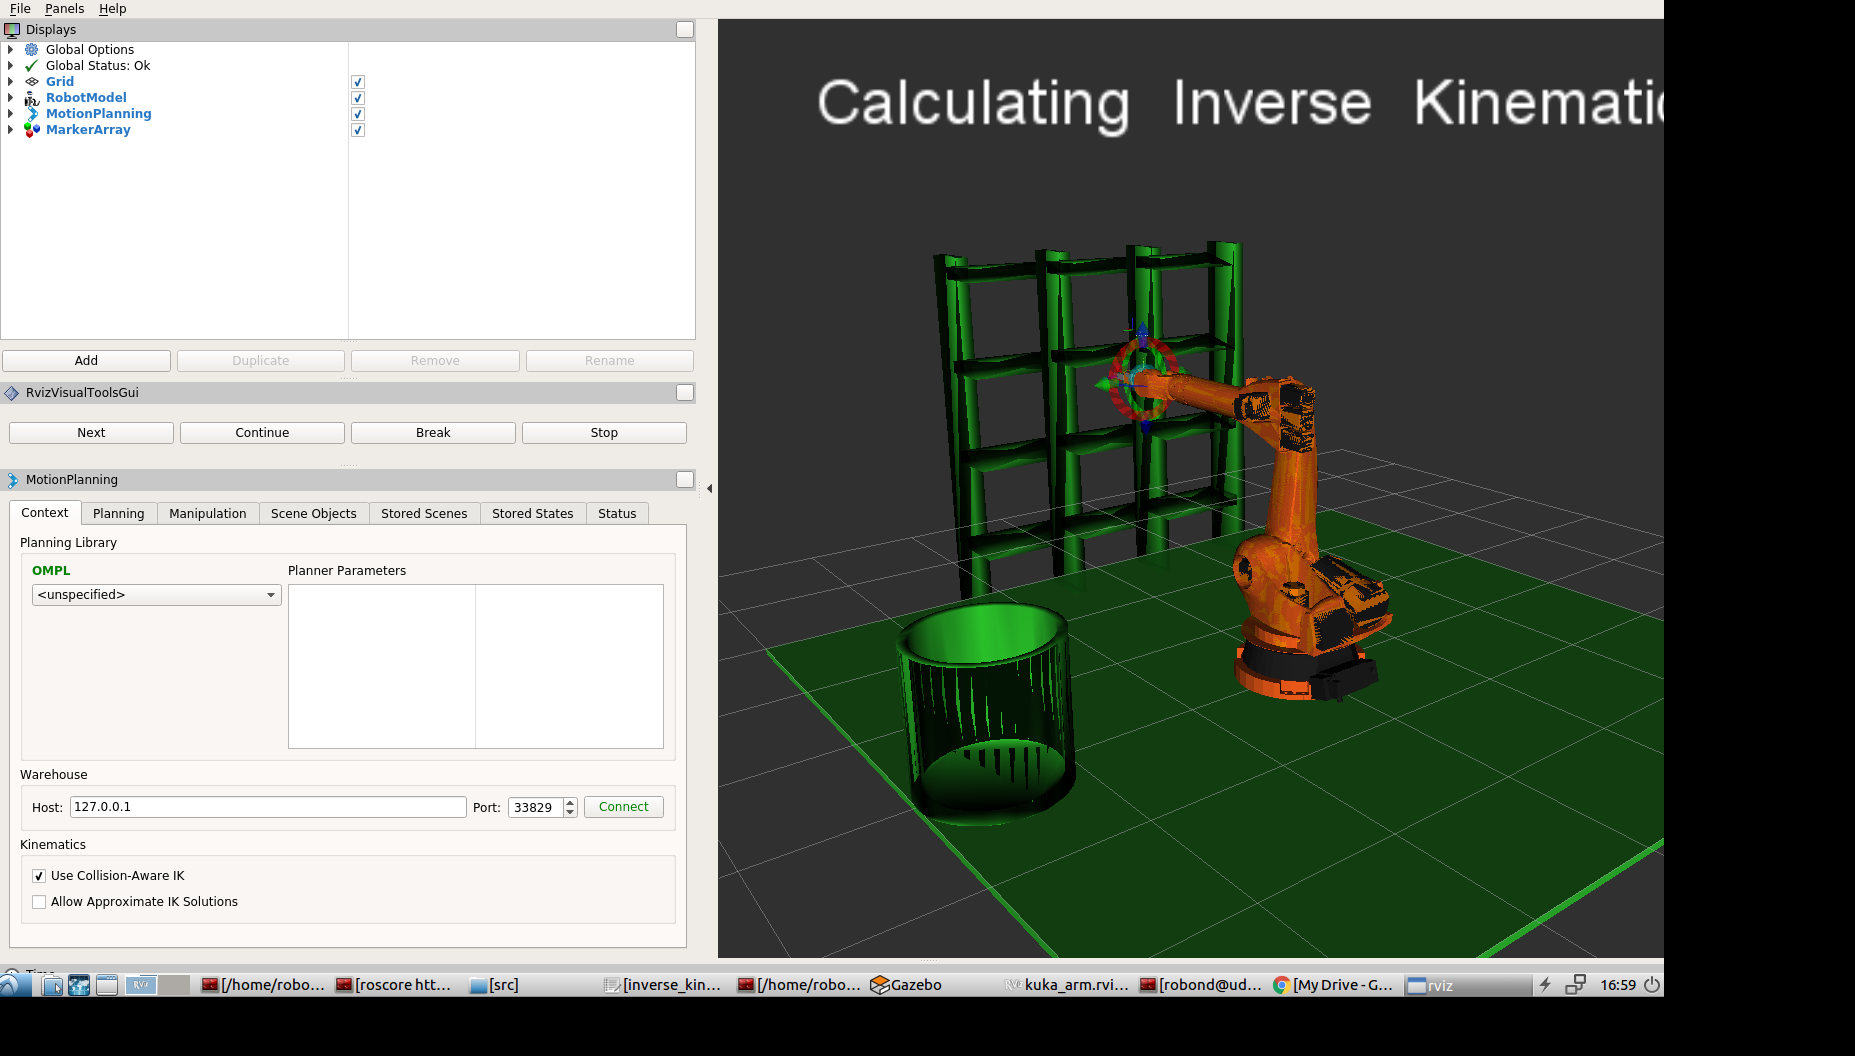 File Panels Help
Displays
Global Options
Global Status: Ok
Grid
RobotModel
MotionPlanning
MarkerArray
Add Duplicate Remove Rename
RvizVisualToolsGui
Next Continue Break Stop
MotionPlanning
Context Planning Manipulation Scene Objects Stored Scenes Stored States Status
Planning Library
OMPL Planner Parameters
<unspecified>
Warehouse
Host: 127.0.0.1 Port: 33829 Connect
Kinematics
Use Collision-Aware IK
Allow Approximate IK Solutions
Calculating Inverse Kinematic
RViz [/home/robo... [roscore htt... [src] [inverse_kin... [/home/robo... Gazebo kuka_arm.rvi... [robond@ud... [My Drive - G... rviz 16:59